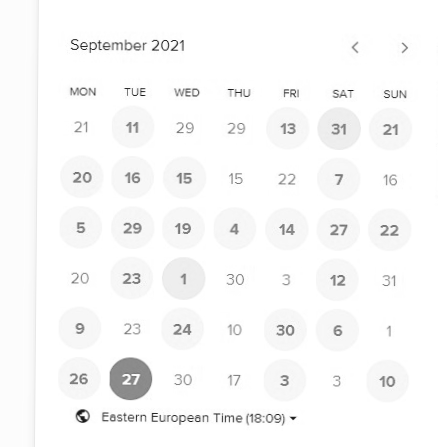 September 2021
MON TUE WED THU FRI SAT SUN
21 11 29 29 13 31 21
20 16 15 15 22 7 16
5 29 19 4 14 27 22
20 23 1 30 3 12 31
9 23 24 10 30 6 1
26 27 30 17 3 3 10
Eastern European Time (18:09)